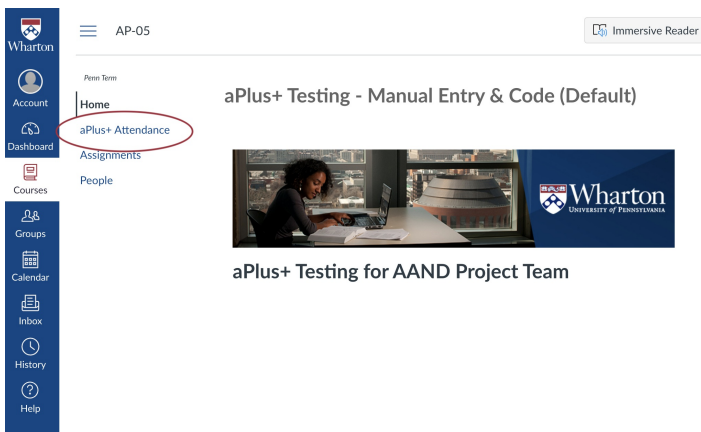 Wharton
Account
Dashboard
Courses
Groups
Calendar
Inbox
History
Help
AP-05
Immersive Reader
Penn Term
Home
aPlus+ Attendance
Assignments
People
aPlus+ Testing - Manual Entry & Code (Default)
Wharton
UNIVERSITY OF PENNSYLVANIA
aPlus+ Testing for AAND Project Team